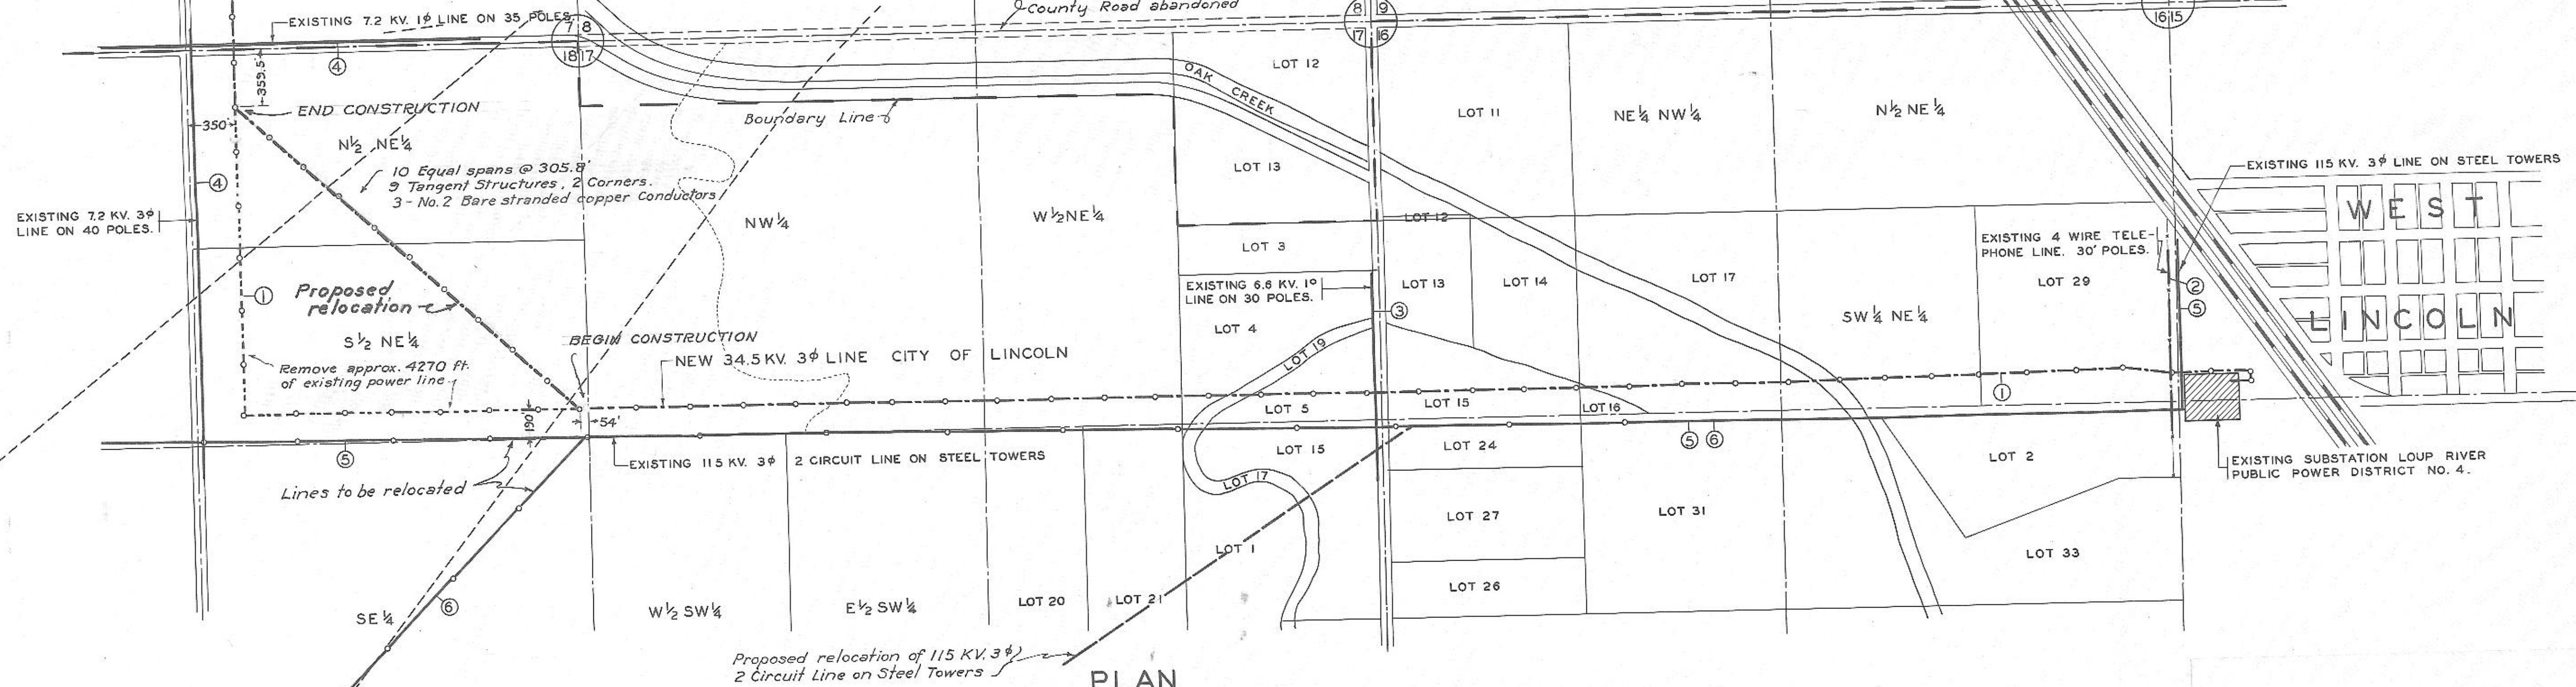 County Road abandoned
EXISTING 7.2 KV. 1φ LINE ON 35 POLES.
7 8
18 17
8 9
17 16
16 15
④
359.5'
END CONSTRUCTION
350'
N½ NE¼
10 Equal spans @ 305.8'
9 Tangent Structures, 2 Corners.
3 - No. 2 Bare stranded copper Conductors
④
EXISTING 7.2 KV. 3φ
LINE ON 40 POLES.
Boundary Line
OAK
CREEK
LOT 12
LOT 11
NE¼ NW¼
N½ NE¼
LOT 13
NW¼
W½NE¼
LOT 12
EXISTING 115 KV. 3φ LINE ON STEEL TOWERS
WEST
LINCOLN
EXISTING 4 WIRE TELE-
PHONE LINE. 30' POLES.
LOT 3
EXISTING 6.6 KV. 1φ
LINE ON 30 POLES.
LOT 13
LOT 14
LOT 17
LOT 29
②
⑤
①
Proposed
relocation
③
LOT 4
SW¼ NE¼
S½ NE¼
BEGIN CONSTRUCTION
NEW 34.5 KV. 3φ LINE CITY OF LINCOLN
LOT 19
Remove approx. 4270 ft.
of existing power line
190
54'
LOT 5
LOT 15
LOT 16
①
⑤
EXISTING 115 KV. 3φ 2 CIRCUIT LINE ON STEEL TOWERS
LOT 15
LOT 24
⑤ ⑥
LOT 2
EXISTING SUBSTATION LOUP RIVER
PUBLIC POWER DISTRICT NO. 4.
Lines to be relocated
LOT 17
LOT 27
LOT 31
LOT 1
LOT 33
LOT 26
⑥
SE¼
W½ SW¼
E½ SW¼
LOT 20
LOT 21
Proposed relocation of 115 KV. 3φ
2 Circuit Line on Steel Towers
PLAN